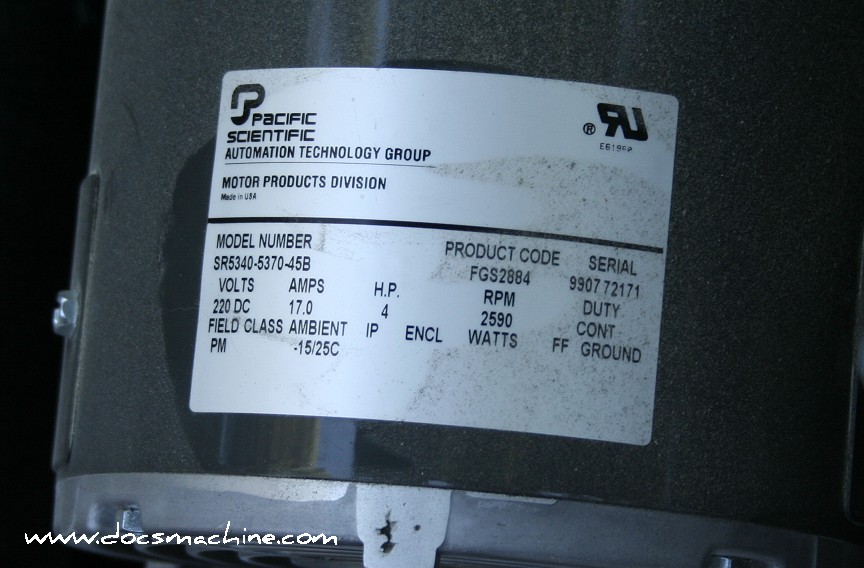 PACIFIC
SCIENTIFIC
AUTOMATION TECHNOLOGY GROUP
MOTOR PRODUCTS DIVISION
Made in USA
®
MODEL NUMBER PRODUCT CODE SERIAL
SR5340-5370-45B FGS2884 9907 72171
VOLTS AMPS H.P. RPM DUTY
220 DC 17.0 4 2590 CONT
FIELD CLASS AMBIENT IP ENCL WATTS FF GROUND
PM -15/25C
www.docsmachine.com